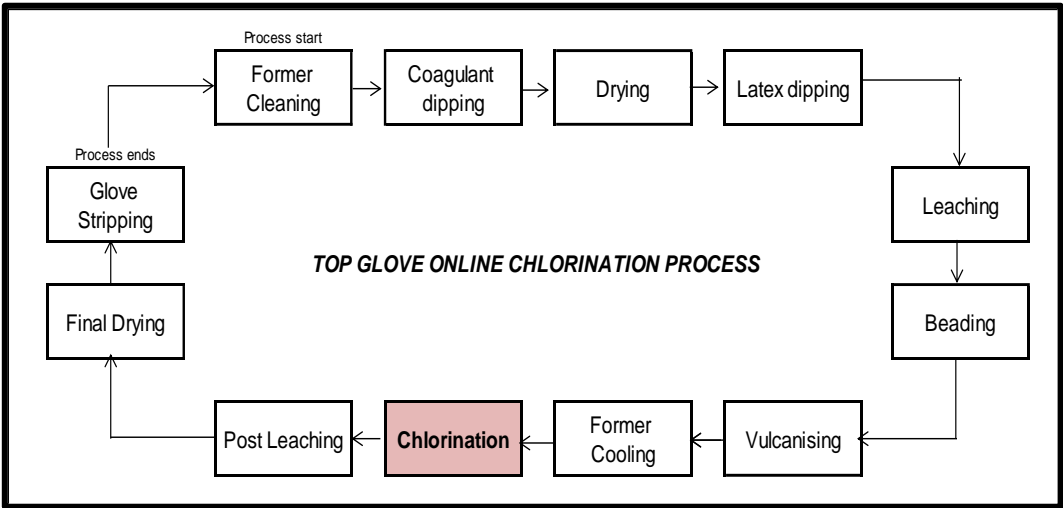 Process start
Former
Cleaning
Coagulant
dipping
Drying
Latex dipping
Process ends
Glove
Stripping
Leaching
TOP GLOVE ONLINE CHLORINATION PROCESS
Final Drying
Beading
Post Leaching
Chlorination
Former
Cooling
Vulcanising